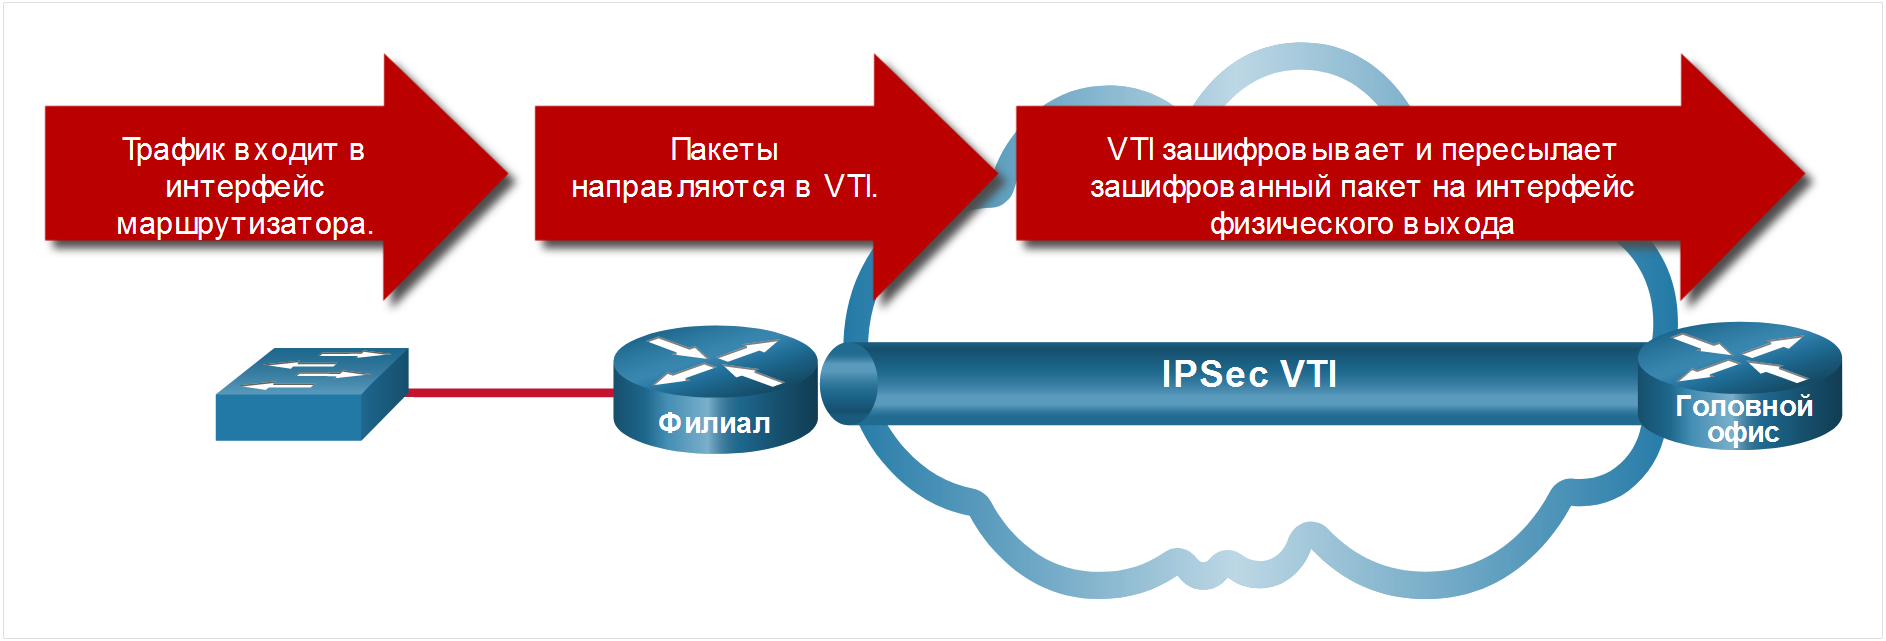 Трафик входит в
интерфейс
маршрутизатора.
Пакеты
направляются в VTI.
VTI зашифровывает и пересылает
зашифрованный пакет на интерфейс
физического выхода
IPSec VTI
Филиал
Головной
офис